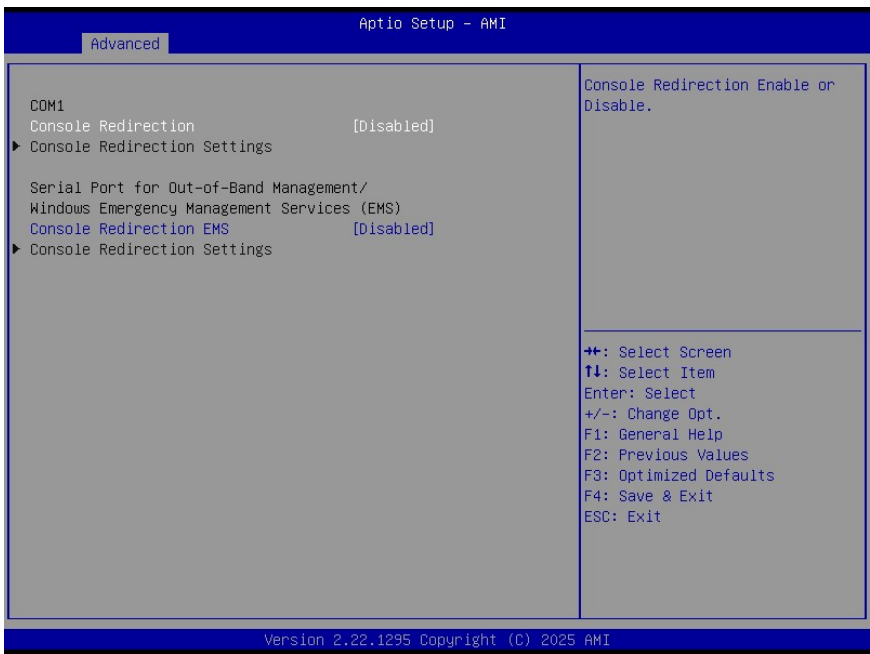 Aptio Setup – AMI
Advanced
COM1
Console Redirection [Disabled]
▶ Console Redirection Settings
Serial Port for Out-of-Band Management/
Windows Emergency Management Services (EMS)
Console Redirection EMS [Disabled]
▶ Console Redirection Settings
Console Redirection Enable or
Disable.
→←: Select Screen
↑↓: Select Item
Enter: Select
+/-: Change Opt.
F1: General Help
F2: Previous Values
F3: Optimized Defaults
F4: Save & Exit
ESC: Exit
Version 2.22.1295 Copyright (C) 2025 AMI